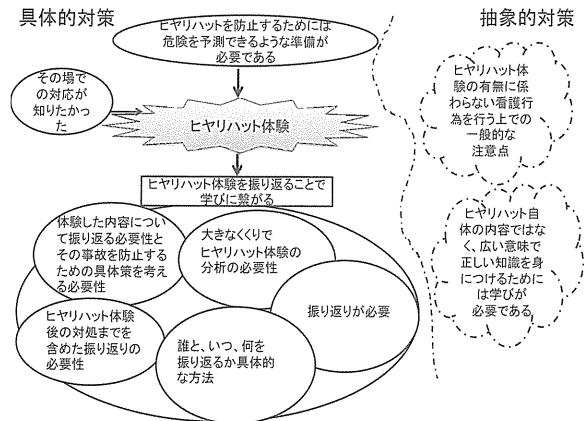 具体的対策
抽象的対策
ヒヤリハットを防止するためには
危険を予測できるような準備が
必要である
その場で
の対応が
知りたかっ
た
ヒヤリハット体験
ヒヤリハット体験を振り返ることで
学びに繋がる
体験した内容につい
て振り返る必要性と
その事故を防止する
ための具体策を考え
る必要性
大きなくくりで
ヒヤリハット体験の
分析の必要性
振り返りが必要
ヒヤリハット体験
後の対処までを
含めた振り返りの
必要性
誰と、いつ、何を
振り返るか具体的
な方法
ヒヤリハット体
験の有無に係
わらない看護行
為を行う上での
一般的な
注意点
ヒヤリハット自
体の内容ではな
く、広い意味で
正しい知識を身
につけるために
は学びが
必要である